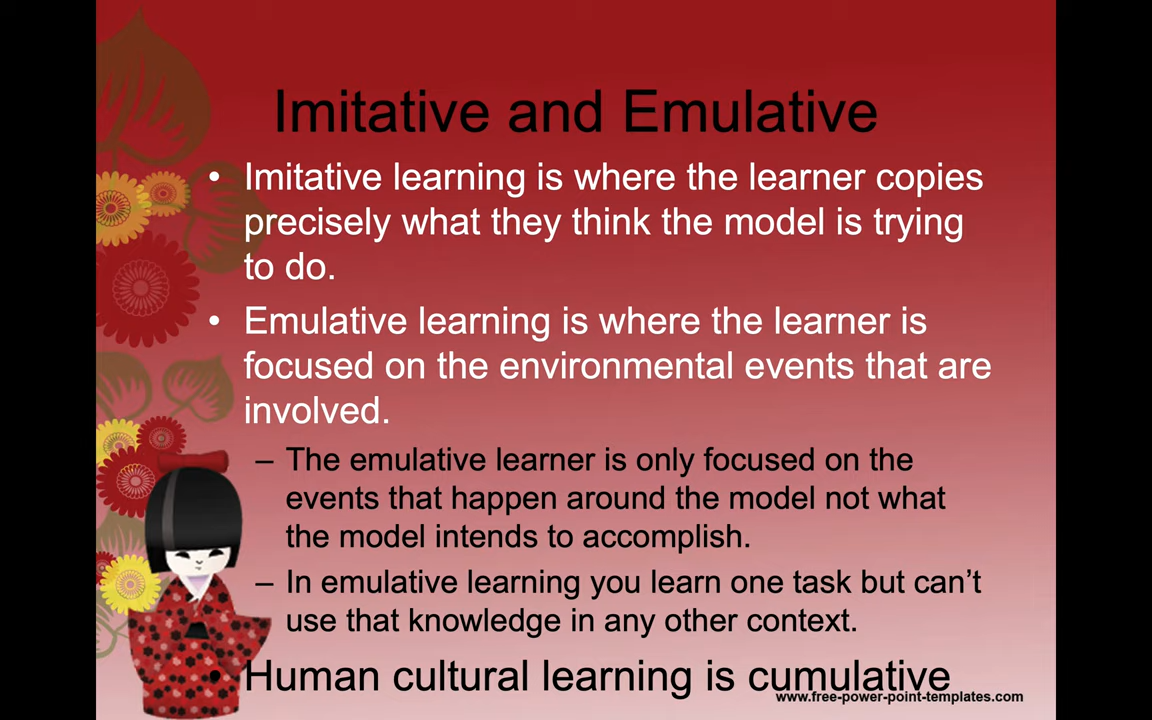 Imitative and Emulative
• Imitative learning is where the learner copies
precisely what they think the model is trying
to do.
• Emulative learning is where the learner is
focused on the environmental events that are
involved.
– The emulative learner is only focused on the
events that happen around the model not what
the model intends to accomplish.
– In emulative learning you learn one task but can’t
use that knowledge in any other context.
• Human cultural learning is cumulative
www.free-power-point-templates.com